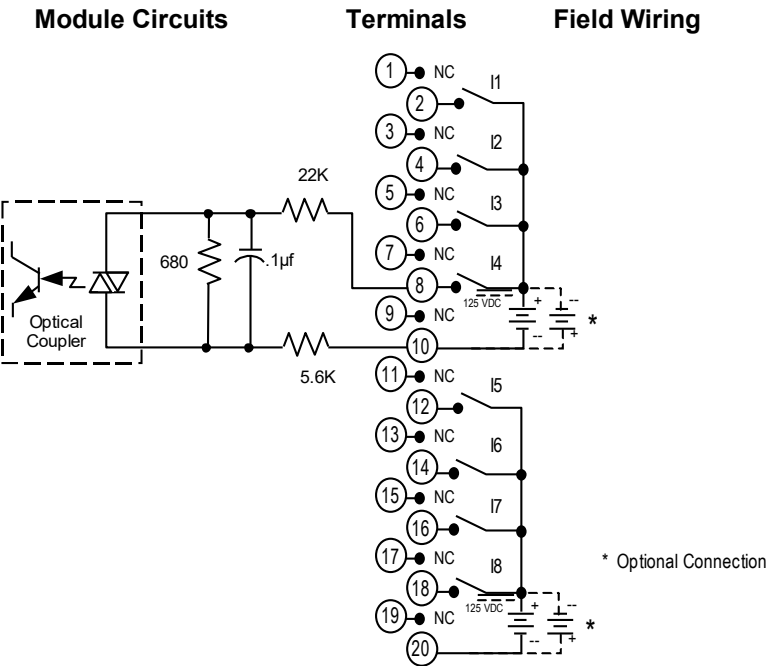 Module Circuits Terminals Field Wiring
1 NC
I1
2
3 NC
I2
4
22K
5 NC
I3
6
7 NC
680
.1µf
I4
8
125 VDC
+ --
9 NC
*
Optical
Coupler
-- +
10
5.6K
11 NC
I5
12
13 NC
I6
14
15 NC
I7
16
17 NC
* Optional Connection
I8
18
125 VDC
+ --
19 NC
*
-- +
20